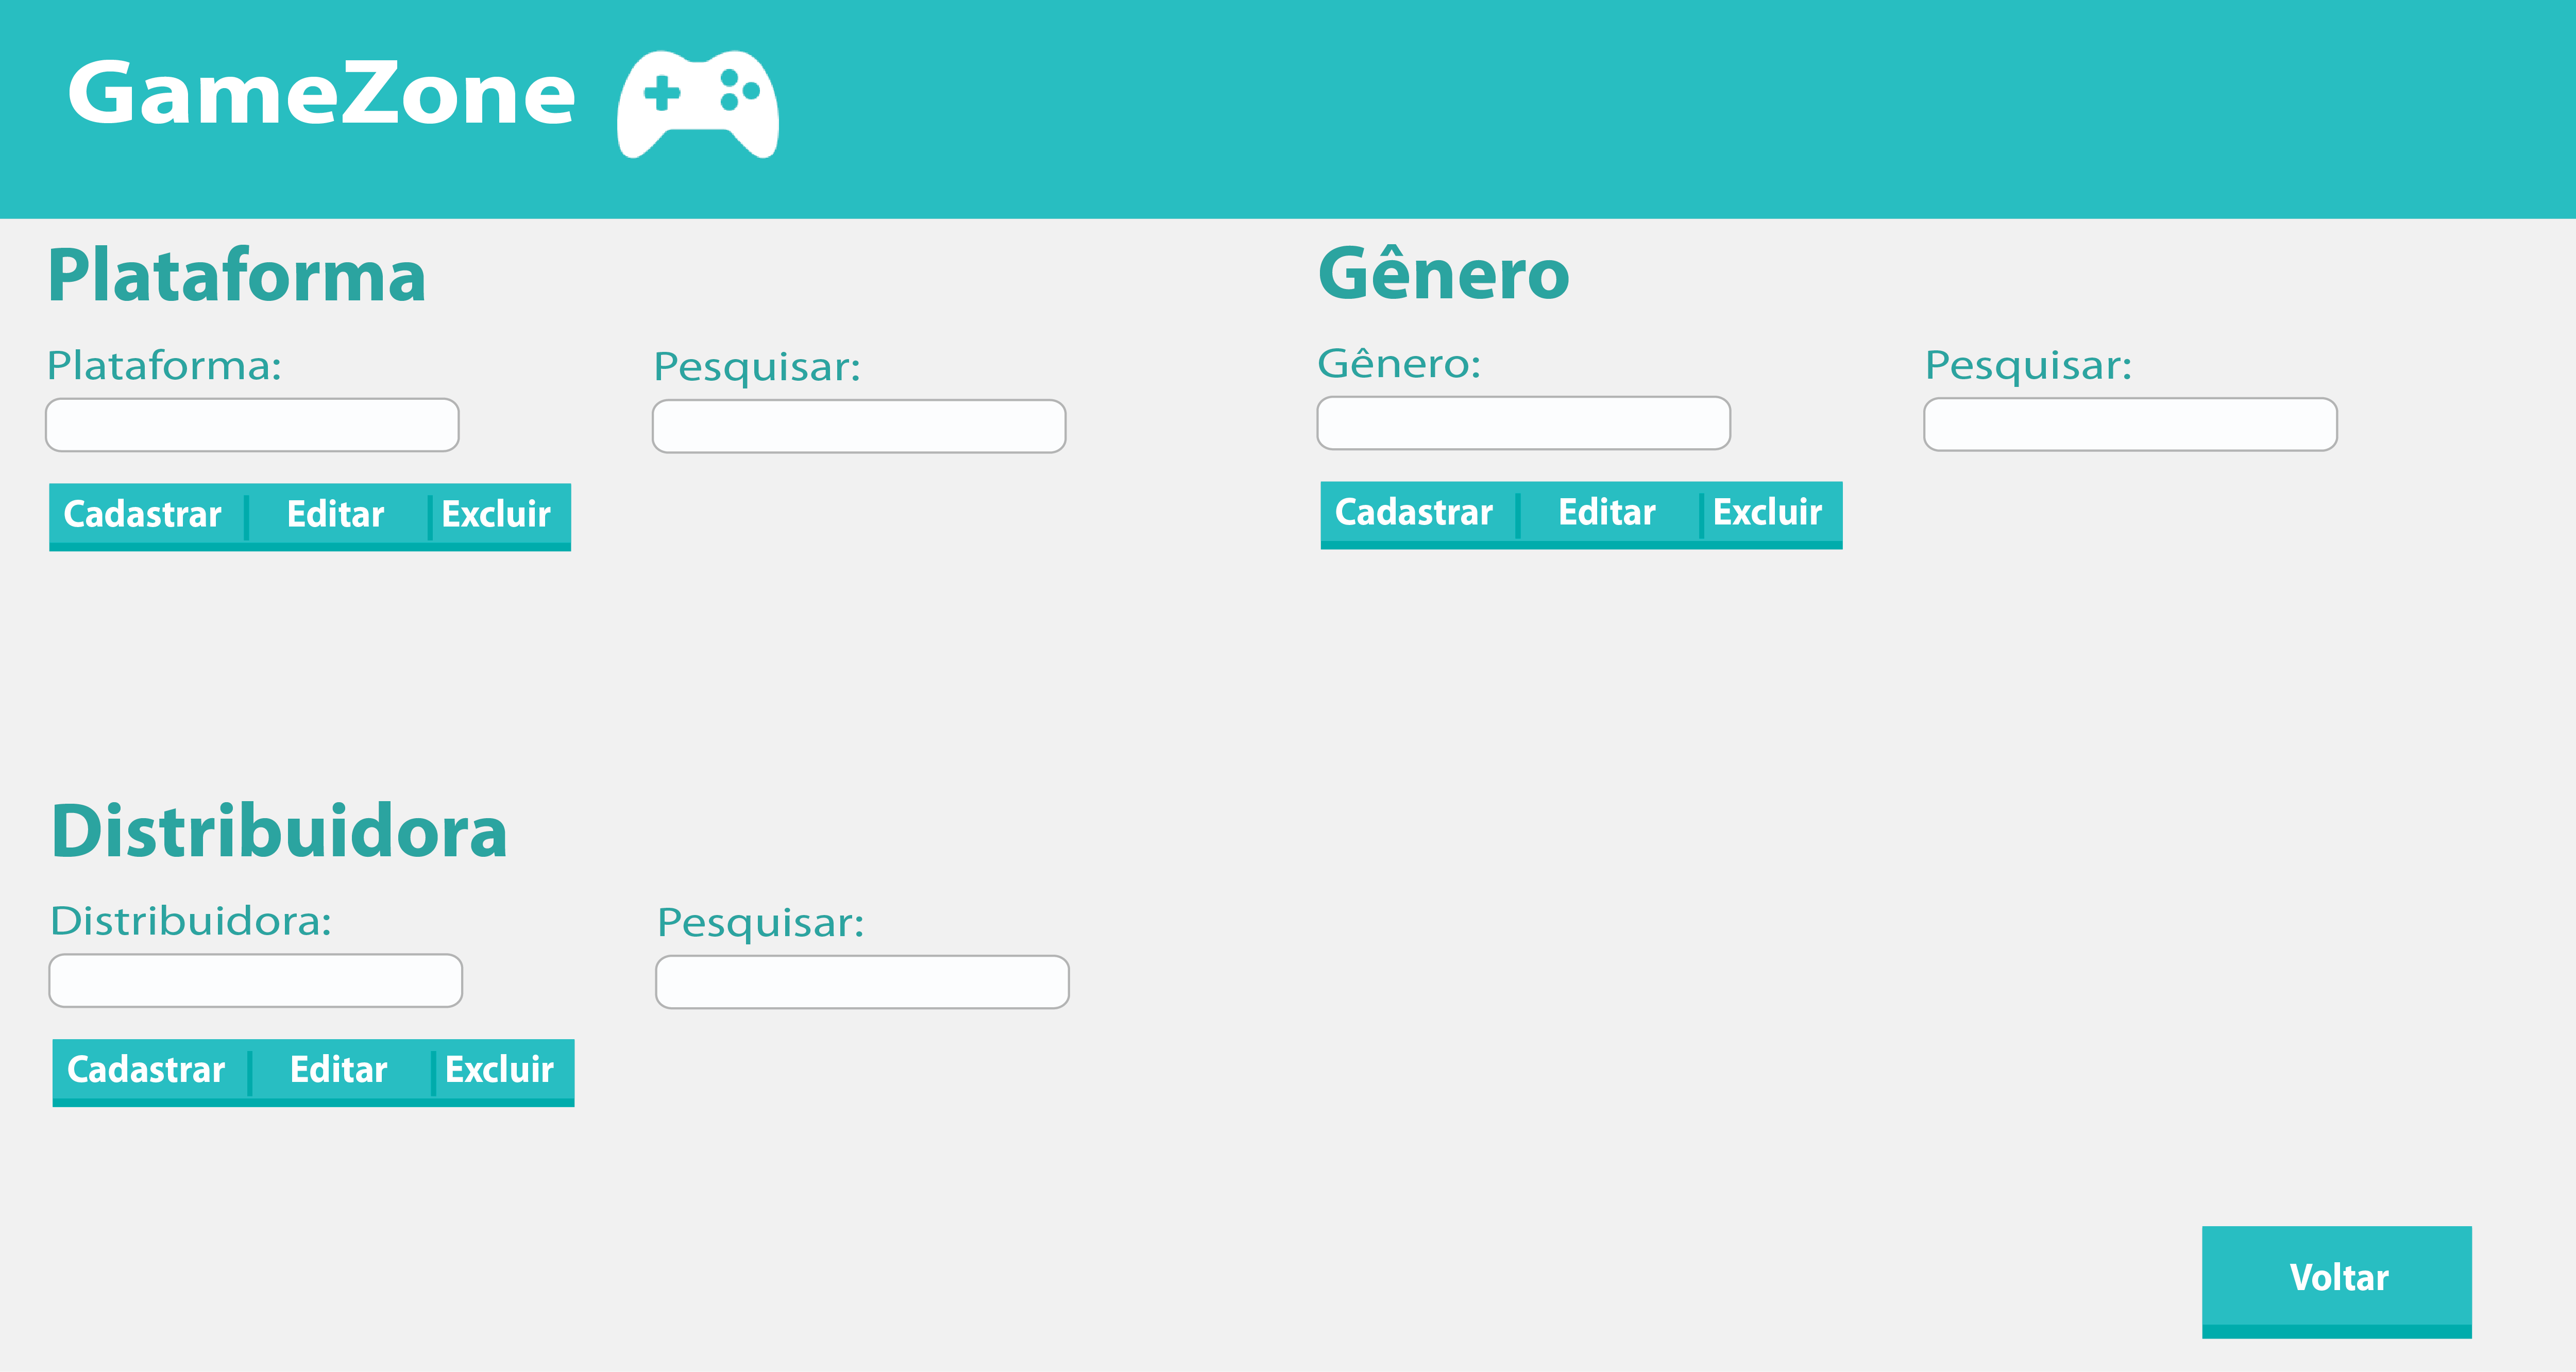 GameZone
Plataforma
Plataforma:
Pesquisar:
Cadastrar Editar Excluir
Gênero
Gênero:
Pesquisar:
Cadastrar Editar Excluir
Distribuidora
Distribuidora:
Pesquisar:
Cadastrar Editar Excluir
Voltar